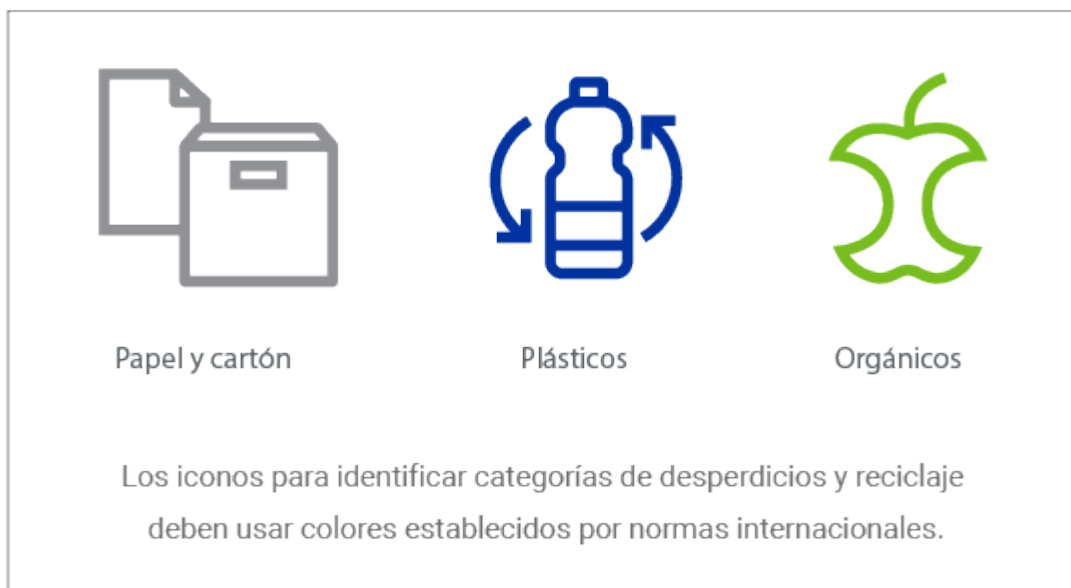 Papel y cartón
Plásticos
Orgánicos
Los iconos para identificar categorías de desperdicios y reciclaje
deben usar colores establecidos por normas internacionales.